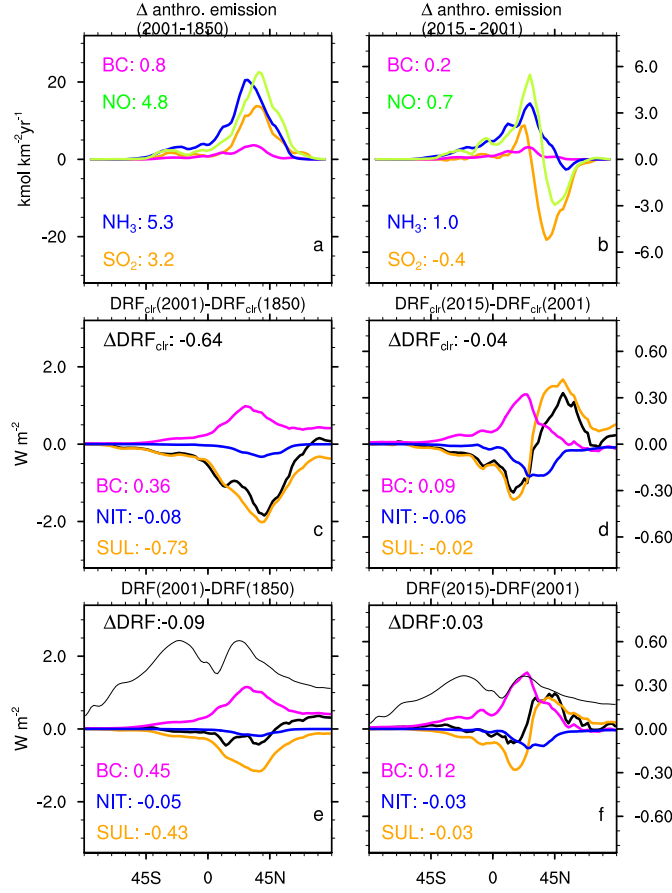 Δ anthro. emission
(2001-1850)
Δ anthro. emission
(2015 - 2001)
BC: 0.8
NO: 4.8
NH₃: 5.3
SO₂: 3.2
a
20
0
-20
kmol km⁻²yr⁻¹
BC: 0.2
NO: 0.7
NH₃: 1.0
SO₂: -0.4
b
6.0
3.0
0.0
-3.0
-6.0
DRFclr(2001)-DRFclr(1850)
DRFclr(2015)-DRFclr(2001)
ΔDRFclr: -0.64
BC: 0.36
NIT: -0.08
SUL: -0.73
c
2.0
0.0
-2.0
W m⁻²
ΔDRFclr: -0.04
BC: 0.09
NIT: -0.06
SUL: -0.02
d
0.60
0.30
0.00
-0.30
-0.60
DRF(2001)-DRF(1850)
DRF(2015)-DRF(2001)
ΔDRF:-0.09
BC: 0.45
NIT: -0.05
SUL: -0.43
e
2.0
0.0
-2.0
W m⁻²
45S
0
45N
ΔDRF:0.03
BC: 0.12
NIT: -0.03
SUL: -0.03
f
0.60
0.30
0.00
-0.30
-0.60
45S
0
45N